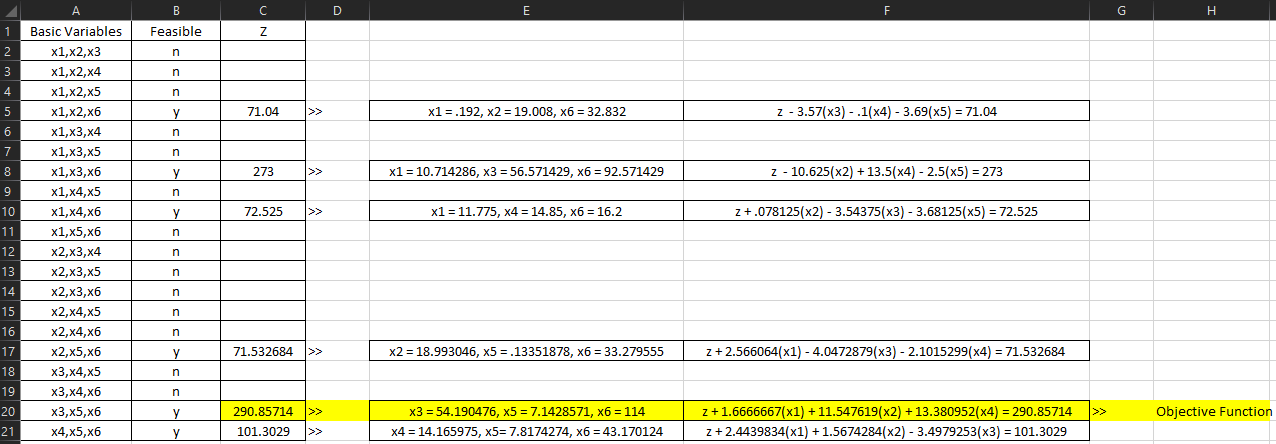 A B C D E F G H
1 Basic Variables Feasible Z
2 x1,x2,x3 n
3 x1,x2,x4 n
4 x1,x2,x5 n
5 x1,x2,x6 y 71.04 >> x1 = .192, x2 = 19.008, x6 = 32.832 z - 3.57(x3) - .1(x4) - 3.69(x5) = 71.04
6 x1,x3,x4 n
7 x1,x3,x5 n
8 x1,x3,x6 y 273 >> x1 = 10.714286, x3 = 56.571429, x6 = 92.571429 z - 10.625(x2) + 13.5(x4) - 2.5(x5) = 273
9 x1,x4,x5 n
10 x1,x4,x6 y 72.525 >> x1 = 11.775, x4 = 14.85, x6 = 16.2 z + .078125(x2) - 3.54375(x3) - 3.68125(x5) = 72.525
11 x1,x5,x6 n
12 x2,x3,x4 n
13 x2,x3,x5 n
14 x2,x3,x6 n
15 x2,x4,x5 n
16 x2,x4,x6 n
17 x2,x5,x6 y 71.532684 >> x2 = 18.993046, x5 = .13351878, x6 = 33.279555 z + 2.566064(x1) - 4.0472879(x3) - 2.1015299(x4) = 71.532684
18 x3,x4,x5 n
19 x3,x4,x6 n
20 x3,x5,x6 y 290.85714 >> x3 = 54.190476, x5 = 7.1428571, x6 = 114 z + 1.6666667(x1) + 11.547619(x2) + 13.380952(x4) = 290.85714 >> Objective Function
21 x4,x5,x6 y 101.3029 >> x4 = 14.165975, x5= 7.8174274, x6 = 43.170124 z + 2.4439834(x1) + 1.5674284(x2) - 3.4979253(x3) = 101.3029